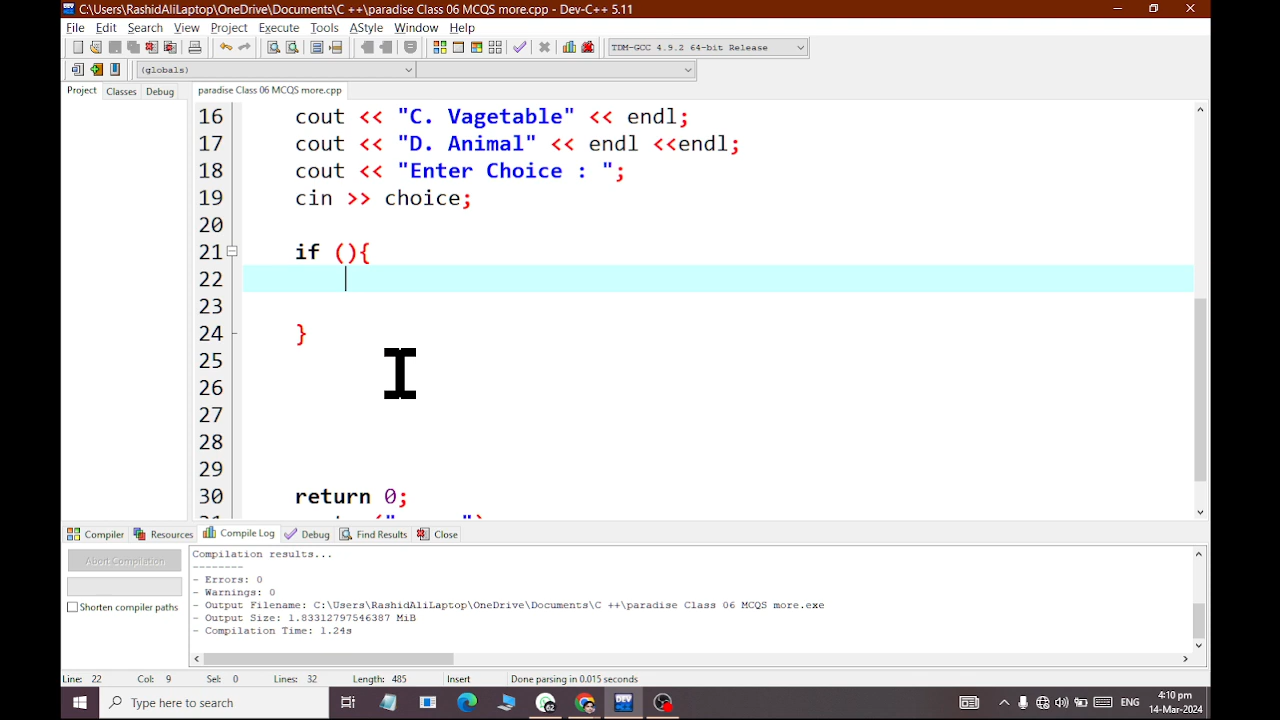 C:\Users\RashidAliLaptop\OneDrive\Documents\C ++\paradise Class 06 MCQS more.cpp - Dev-C++ 5.11
File Edit Search View Project Execute Tools AStyle Window Help
TDM-GCC 4.9.2 64-bit Release
(globals)
Project Classes Debug paradise Class 06 MCQS more.cpp
16 cout << "C. Vagetable" << endl;
17 cout << "D. Animal" << endl <<endl;
18 cout << "Enter Choice : ";
19 cin >> choice;
20
21 if (){
22
23
24 }
25
26
27
28
29
30 return 0;
Compiler Resources Compile Log Debug Find Results Close
Abort Compilation
Shorten compiler paths
Compilation results...
--------
- Errors: 0
- Warnings: 0
- Output Filename: C:\Users\RashidAliLaptop\OneDrive\Documents\C ++\paradise Class 06 MCQS more.exe
- Output Size: 1.83312797546387 MiB
- Compilation Time: 1.24s
Line: 22 Col: 9 Sel: 0 Lines: 32 Length: 485 Insert Done parsing in 0.015 seconds
Type here to search
ENG
4:10 pm
14-Mar-2024